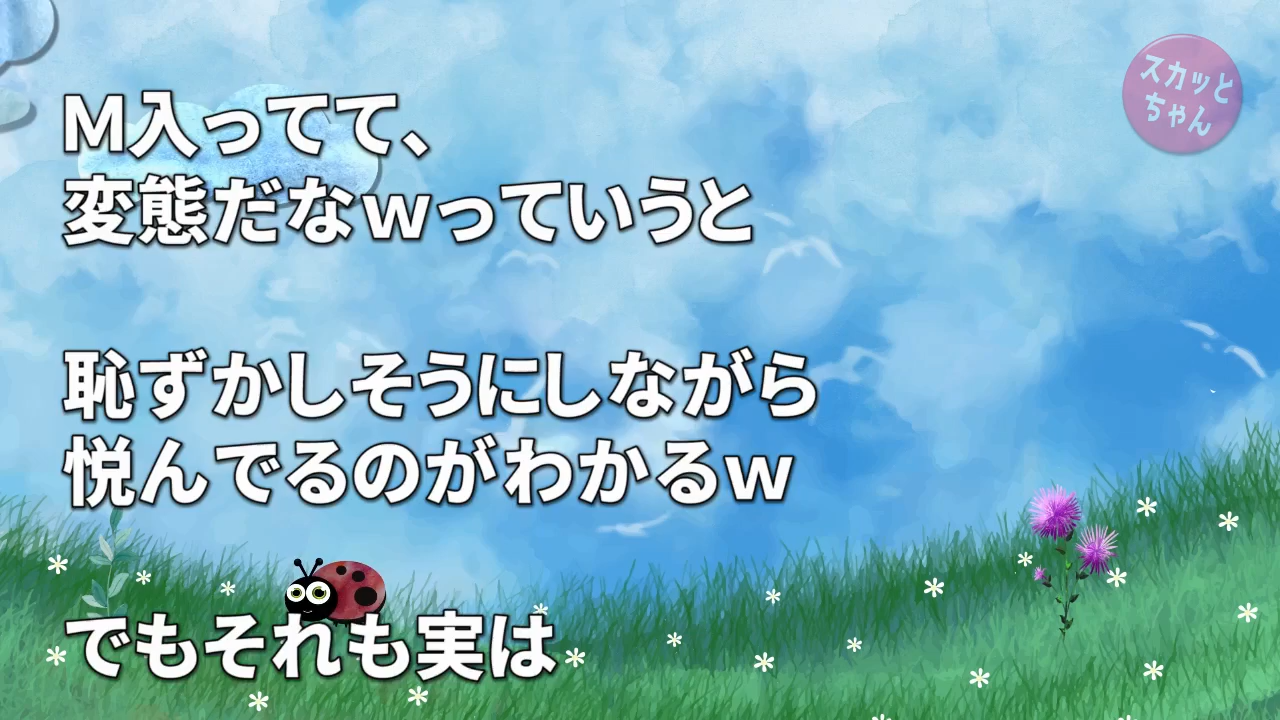 スカッと
ちゃん
M入ってて、
変態だなｗっていうと
恥ずかしそうにしながら
悦んでるのがわかるｗ
でもそれも実は